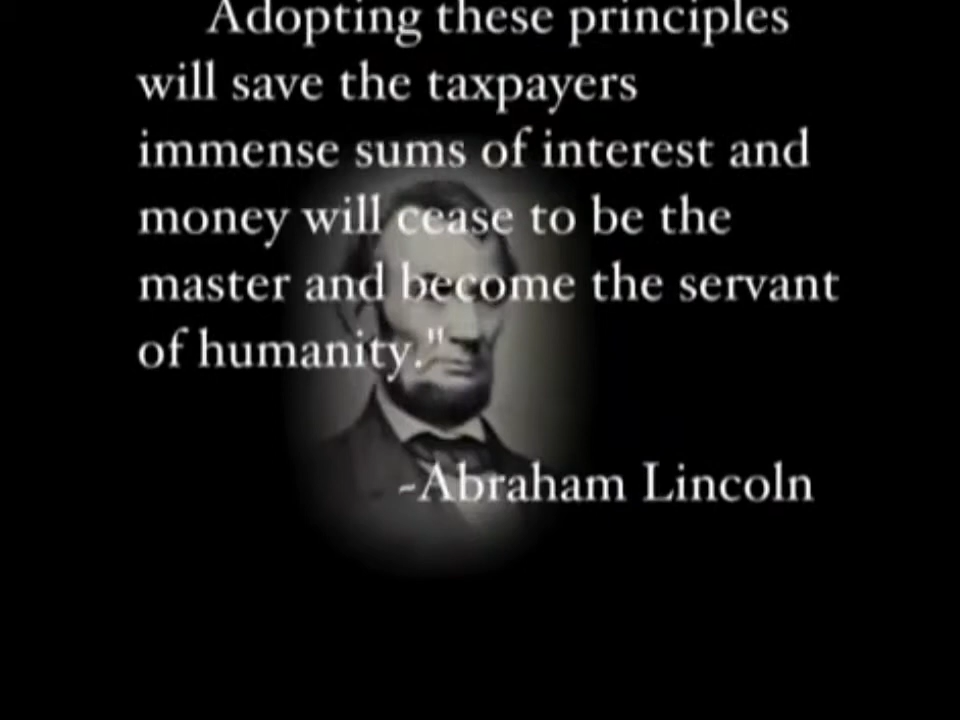 Adopting these principles
will save the taxpayers
immense sums of interest and
money will cease to be the
master and become the servant
of humanity."
-Abraham Lincoln